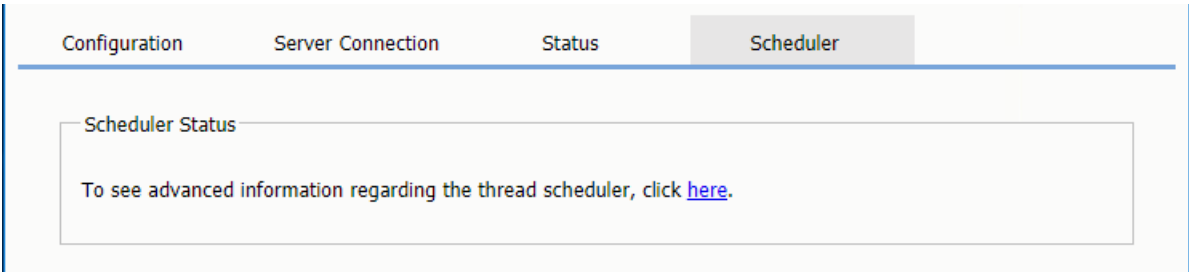 Configuration Server Connection Status Scheduler
Scheduler Status
To see advanced information regarding the thread scheduler, click here.